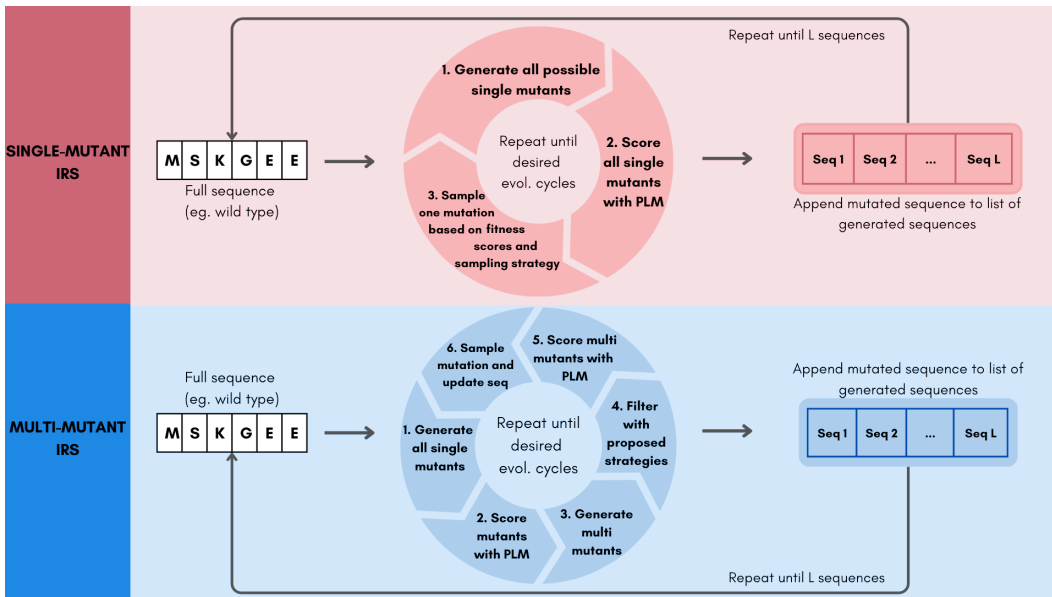 SINGLE-MUTANT
IRS
Repeat until L sequences
M S K G E E
Full sequence
(eg. wild type)
1. Generate all possible
single mutants
2. Score
all single
mutants
with PLM
3. Sample
one mutation
based on fitness
scores and
sampling strategy
Repeat until
desired
evol. cycles
Seq 1 Seq 2 ... Seq L
Append mutated sequence to list of
generated sequences
MULTI-MUTANT
IRS
Full sequence
(eg. wild type)
M S K G E E
1. Generate
all single
mutants
2. Score
mutants
with PLM
3. Generate
multi
mutants
4. Filter
with
proposed
strategies
5. Score multi
mutants with
PLM
6. Sample
mutation and
update seq
Repeat until
desired
evol. cycles
Append mutated sequence to list of
generated sequences
Seq 1 Seq 2 ... Seq L
Repeat until L sequences